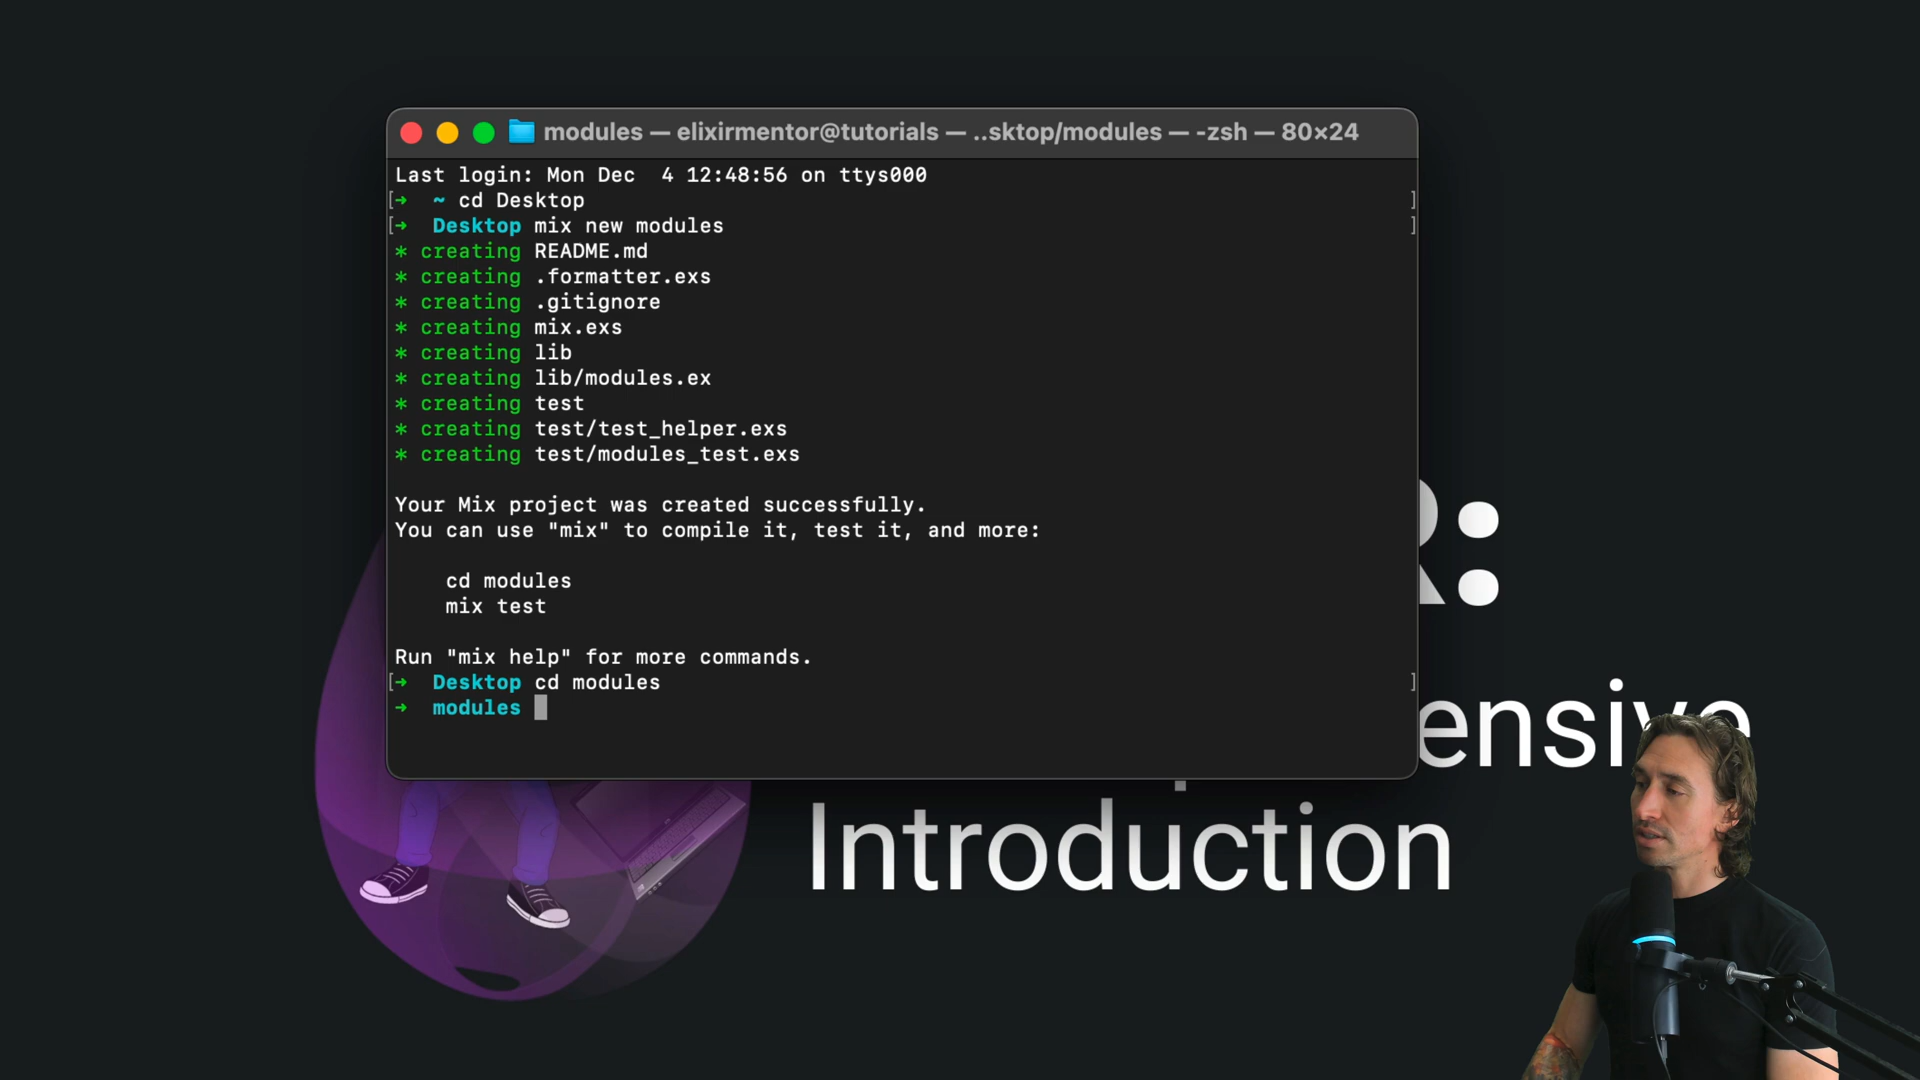 modules — elixirmentor@tutorials — ..sktop/modules — -zsh — 80×24
Last login: Mon Dec  4 12:48:56 on ttys000
[➜  ~ cd Desktop ]
[➜  Desktop mix new modules ]
* creating README.md
* creating .formatter.exs
* creating .gitignore
* creating mix.exs
* creating lib
* creating lib/modules.ex
* creating test
* creating test/test_helper.exs
* creating test/modules_test.exs
Your Mix project was created successfully.
You can use "mix" to compile it, test it, and more:
cd modules
mix test
Run "mix help" for more commands.
[➜  Desktop cd modules ]
➜  modules
R:
ensive
Introduction